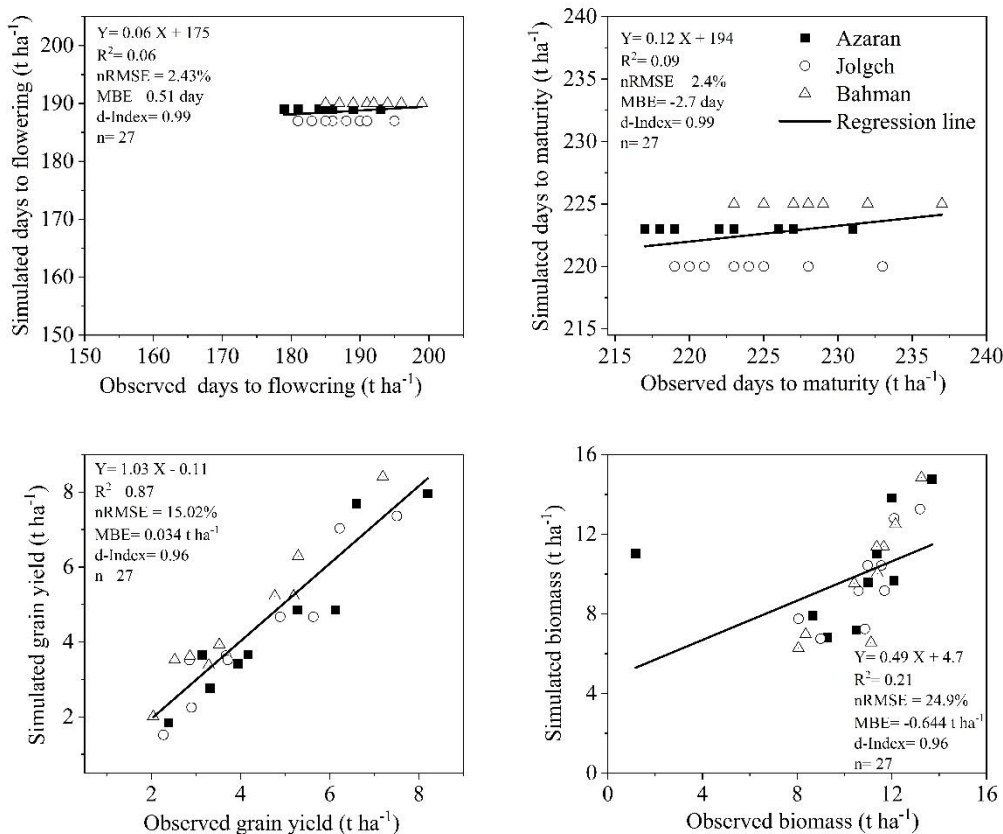 Y= 0.06 X + 175
R²= 0.06
nRMSE = 2.43%
MBE 0.51 day
d-Index= 0.99
n= 27
200
190
180
170
160
150
150 160 170 180 190 200
Simulated days to flowering (t ha⁻¹)
Observed days to flowering (t ha⁻¹)
Y= 0.12 X + 194
R²= 0.09
nRMSE 2.4%
MBE= -2.7 day
d-Index= 0.99
n= 27
Azaran
Jolgeh
Bahman
Regression line
240
235
230
225
220
215
215 220 225 230 235 240
Simulated days to maturity (t ha⁻¹)
Observed days to maturity (t ha⁻¹)
Y= 1.03 X - 0.11
R² 0.87
nRMSE = 15.02%
MBE= 0.034 t ha⁻¹
d-Index= 0.96
n 27
8
6
4
2
2 4 6 8
Simulated grain yield (t ha⁻¹)
Observed grain yield (t ha⁻¹)
Y= 0.49 X + 4.7
R²= 0.21
nRMSE = 24.9%
MBE= -0.644 t ha⁻¹
d-Index= 0.96
n= 27
16
12
8
4
0
0 4 8 12 16
Simulated biomass (t ha⁻¹)
Observed biomass (t ha⁻¹)